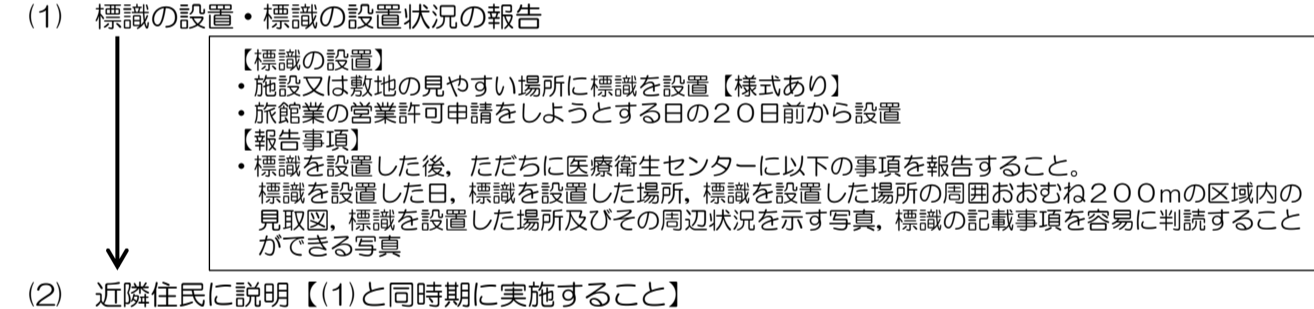 (1) 標識の設置・標識の設置状況の報告
【標識の設置】
・施設又は敷地の見やすい場所に標識を設置【様式あり】
・旅館業の営業許可申請をしようとする日の２０日前から設置
【報告事項】
・標識を設置した後，ただちに医療衛生センターに以下の事項を報告すること。
標識を設置した日，標識を設置した場所，標識を設置した場所の周囲おおむね２００ｍの区域内の
見取図，標識を設置した場所及びその周辺状況を示す写真，標識の記載事項を容易に判読すること
ができる写真
(2) 近隣住民に説明【(1)と同時期に実施すること】